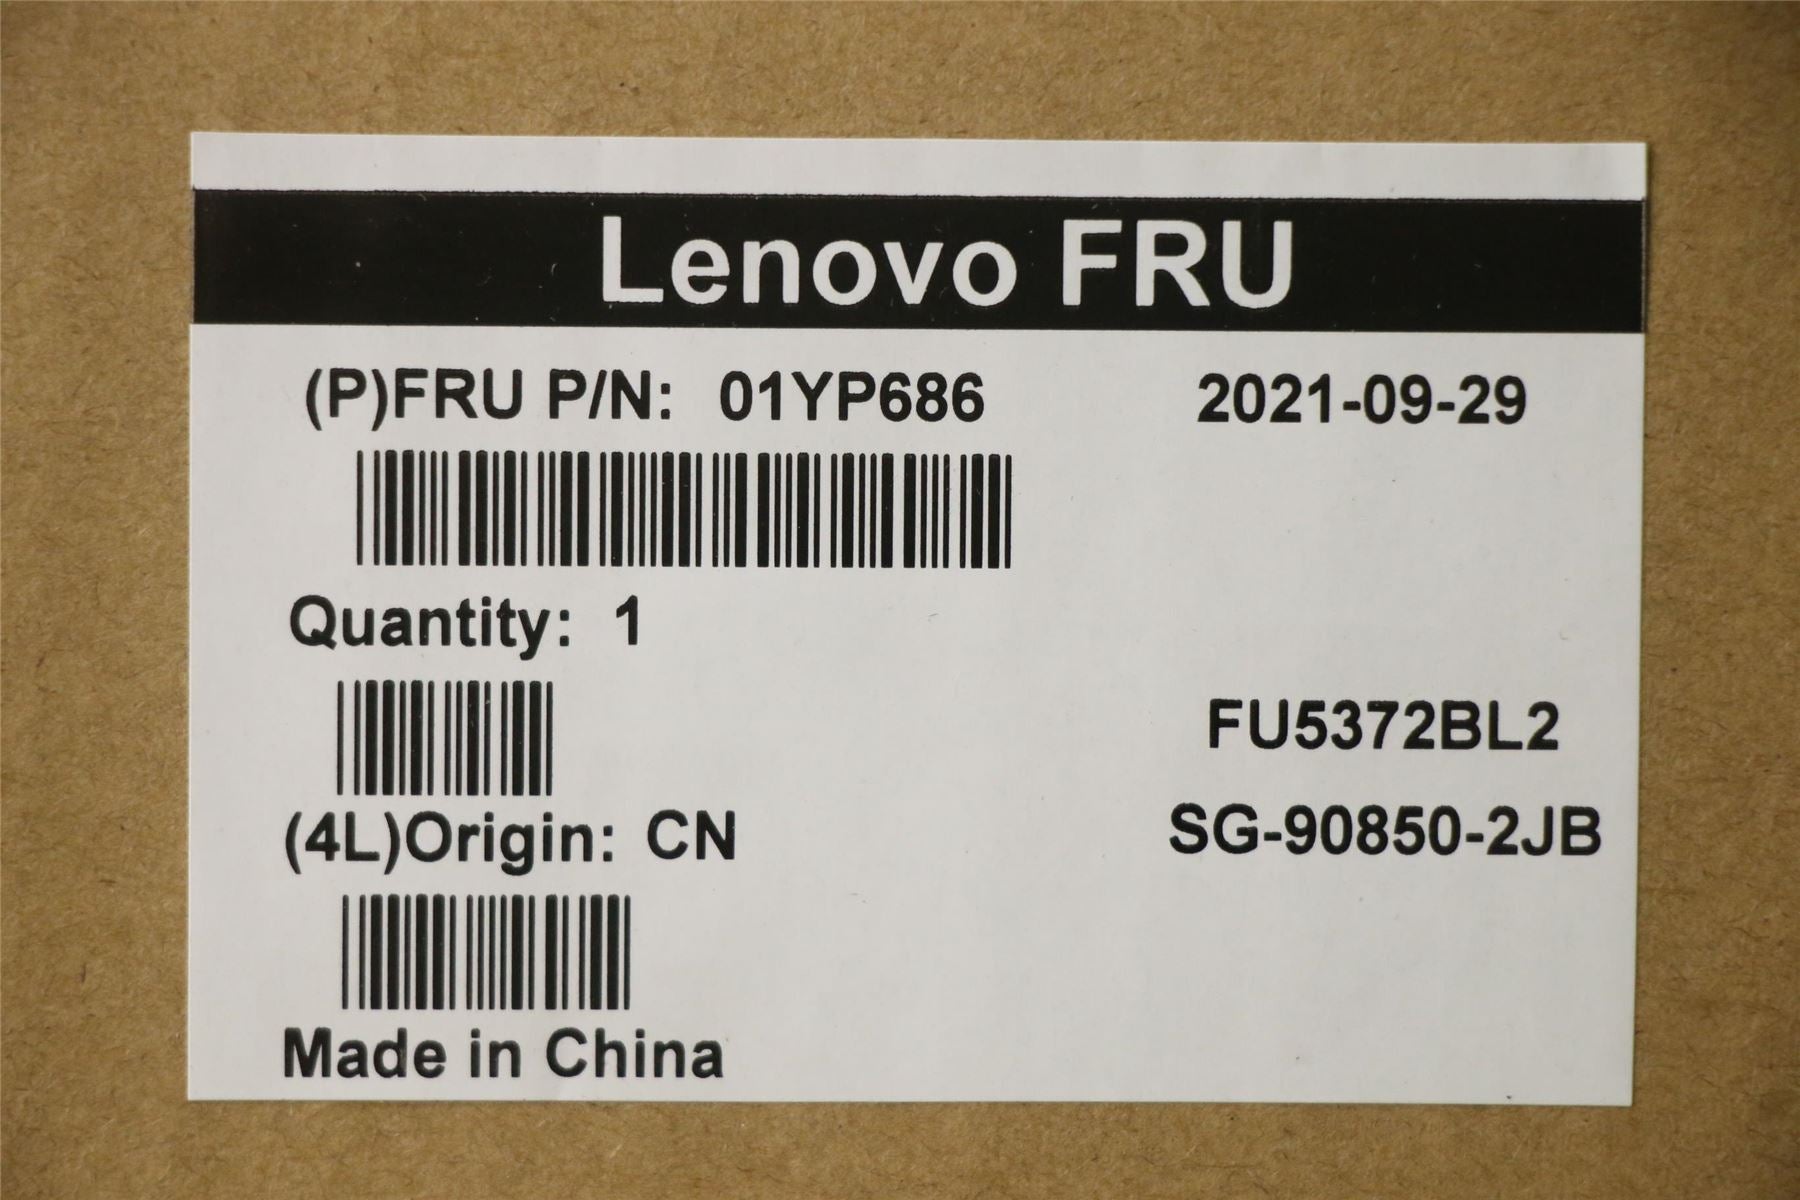 Lenovo FRU
(P)FRU P/N: 01YP686 2021-09-29
Quantity: 1
FU5372BL2
(4L)Origin: CN SG-90850-2JB
Made in China